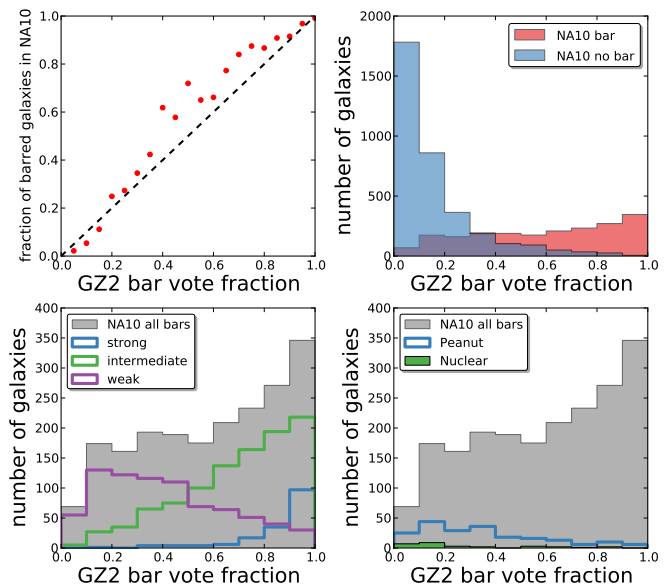 fraction of barred galaxies in NA10
1.0
0.8
0.6
0.4
0.2
0.0
0.0 0.2 0.4 0.6 0.8 1.0
GZ2 bar vote fraction
number of galaxies
2000
1500
1000
500
0
NA10 bar
NA10 no bar
0.0 0.2 0.4 0.6 0.8 1.0
GZ2 bar vote fraction
number of galaxies
400
350
300
250
200
150
100
50
0
NA10 all bars
strong
intermediate
weak
0.0 0.2 0.4 0.6 0.8 1.0
GZ2 bar vote fraction
number of galaxies
400
350
300
250
200
150
100
50
0
NA10 all bars
Peanut
Nuclear
0.0 0.2 0.4 0.6 0.8 1.0
GZ2 bar vote fraction